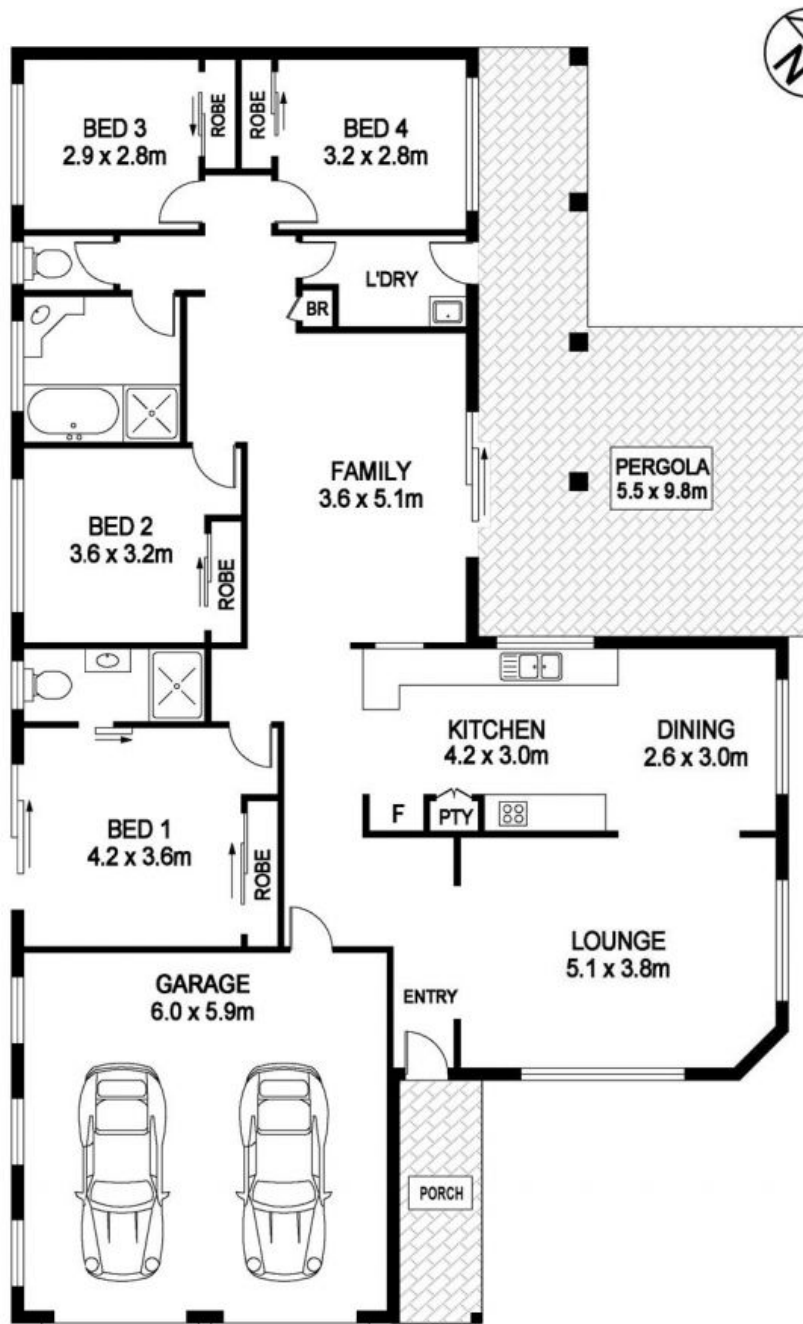 N
BED 3
2.9 x 2.8m
ROBE
ROBE
BED 4
3.2 x 2.8m
L'DRY
BR
FAMILY
3.6 x 5.1m
PERGOLA
5.5 x 9.8m
BED 2
3.6 x 3.2m
ROBE
KITCHEN
4.2 x 3.0m
DINING
2.6 x 3.0m
F
PTY
BED 1
4.2 x 3.6m
ROBE
LOUNGE
5.1 x 3.8m
ENTRY
GARAGE
6.0 x 5.9m
PORCH